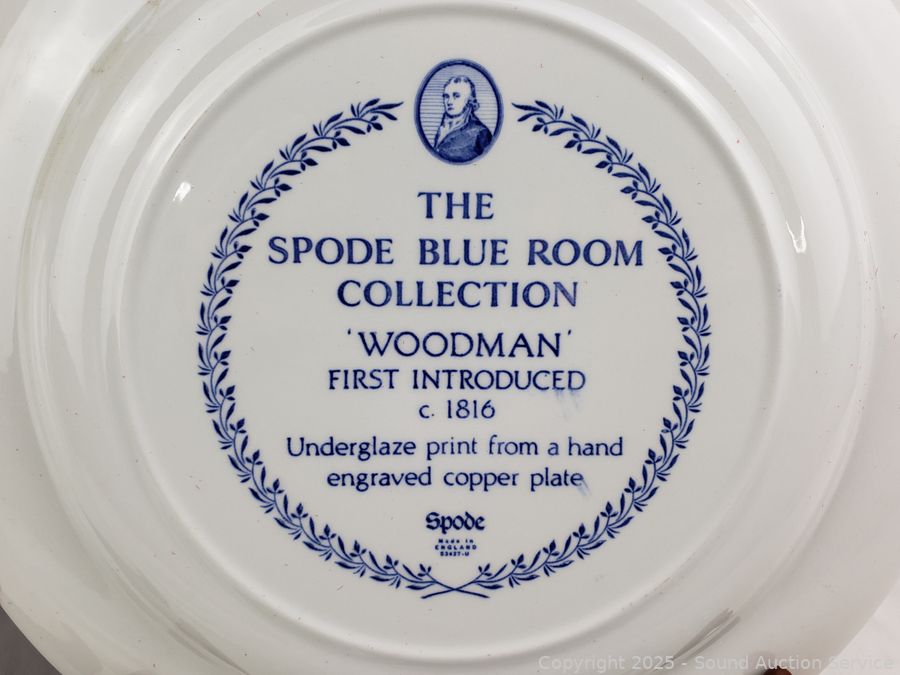 THE
SPODE BLUE ROOM
COLLECTION
'WOODMAN'
FIRST INTRODUCED
c. 1816
Underglaze print from a hand
engraved copper plate
Spode
MADE IN
ENGLAND
S3427-U
Copyright 2025 - Sound Auction Service